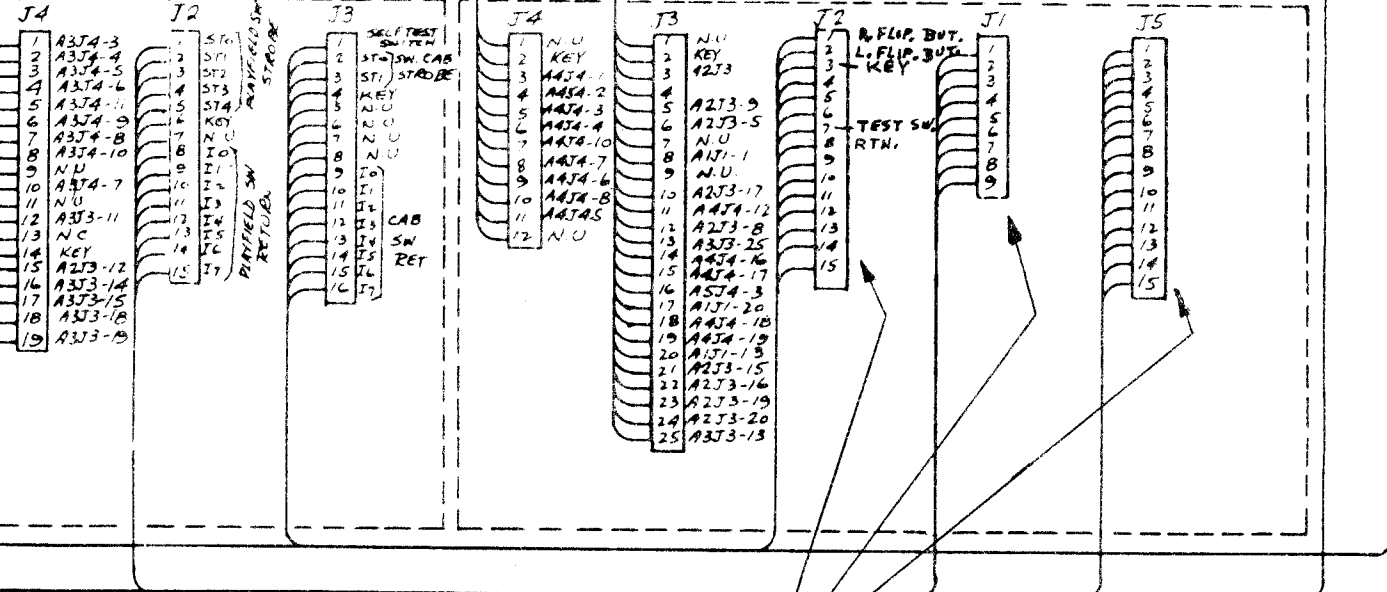 J4
1 A3J4-3
2 A3J4-4
3 A3J4-5
4 A3J4-6
5 A3J4-11
6 A3J4-9
7 A3J4-8
8 A3J4-10
9 N.U
10 A3J4-7
11 N.U
12 A3J3-11
13 N C
14 KEY
15 A2J3-12
16 A3J3-14
17 A3J3-15
18 A3J3-18
19 A3J3-19
J2
1 ST0
2 ST1
3 ST2
4 ST3
5 ST4
6 KEY
7 N U
8 I0
9 I1
10 I2
11 I3
12 I4
13 I5
14 I6
15 I7
PLAYFIELD SW
STROBE
PLAYFIELD SW
RETURN
J3
1 SELF TEST SWITCH
2 ST0
3 ST1
SW. CAB
STROBE
4 KEY
5 N.U
6 N.U
7 N U
8 N.U
9 I0
10 I1
11 I2
12 I3
13 I4
14 I5
15 I6
16 I7
CAB
SW
RET
J4
1 N.U
2 KEY
3 A4J4-1
4 A4J4-2
5 A4J4-3
6 A4J4-4
7 A4J4-10
8 A4J4-7
9 A4J4-6
10 A4J4-8
11 A4J4-5
12 N.U
J3
1 N.U
2 KEY
3 A2J3
4
5 A2J3-9
6 A2J3-5
7 N.U
8 A1J1-1
9 N.U.
10 A2J3-17
11 A4J4-12
12 A2J3-8
13 A3J3-25
14 A4J4-16
15 A4J4-17
16 A5J4-3
17 A1J1-20
18 A4J4-18
19 A4J4-19
20 A1J1-19
21 A2J3-15
22 A2J3-16
23 A2J3-19
24 A2J3-20
25 A3J3-13
J2
1 R. FLIP. BUT.
2 L. FLIP. BUT.
3 KEY
4
5
6
7 TEST SW.
8 RTN.
9
10
11
12
13
14
15
J1
1
2
3
4
5
6
7
8
9
J5
1
2
3
4
5
6
7
8
9
10
11
12
13
14
15